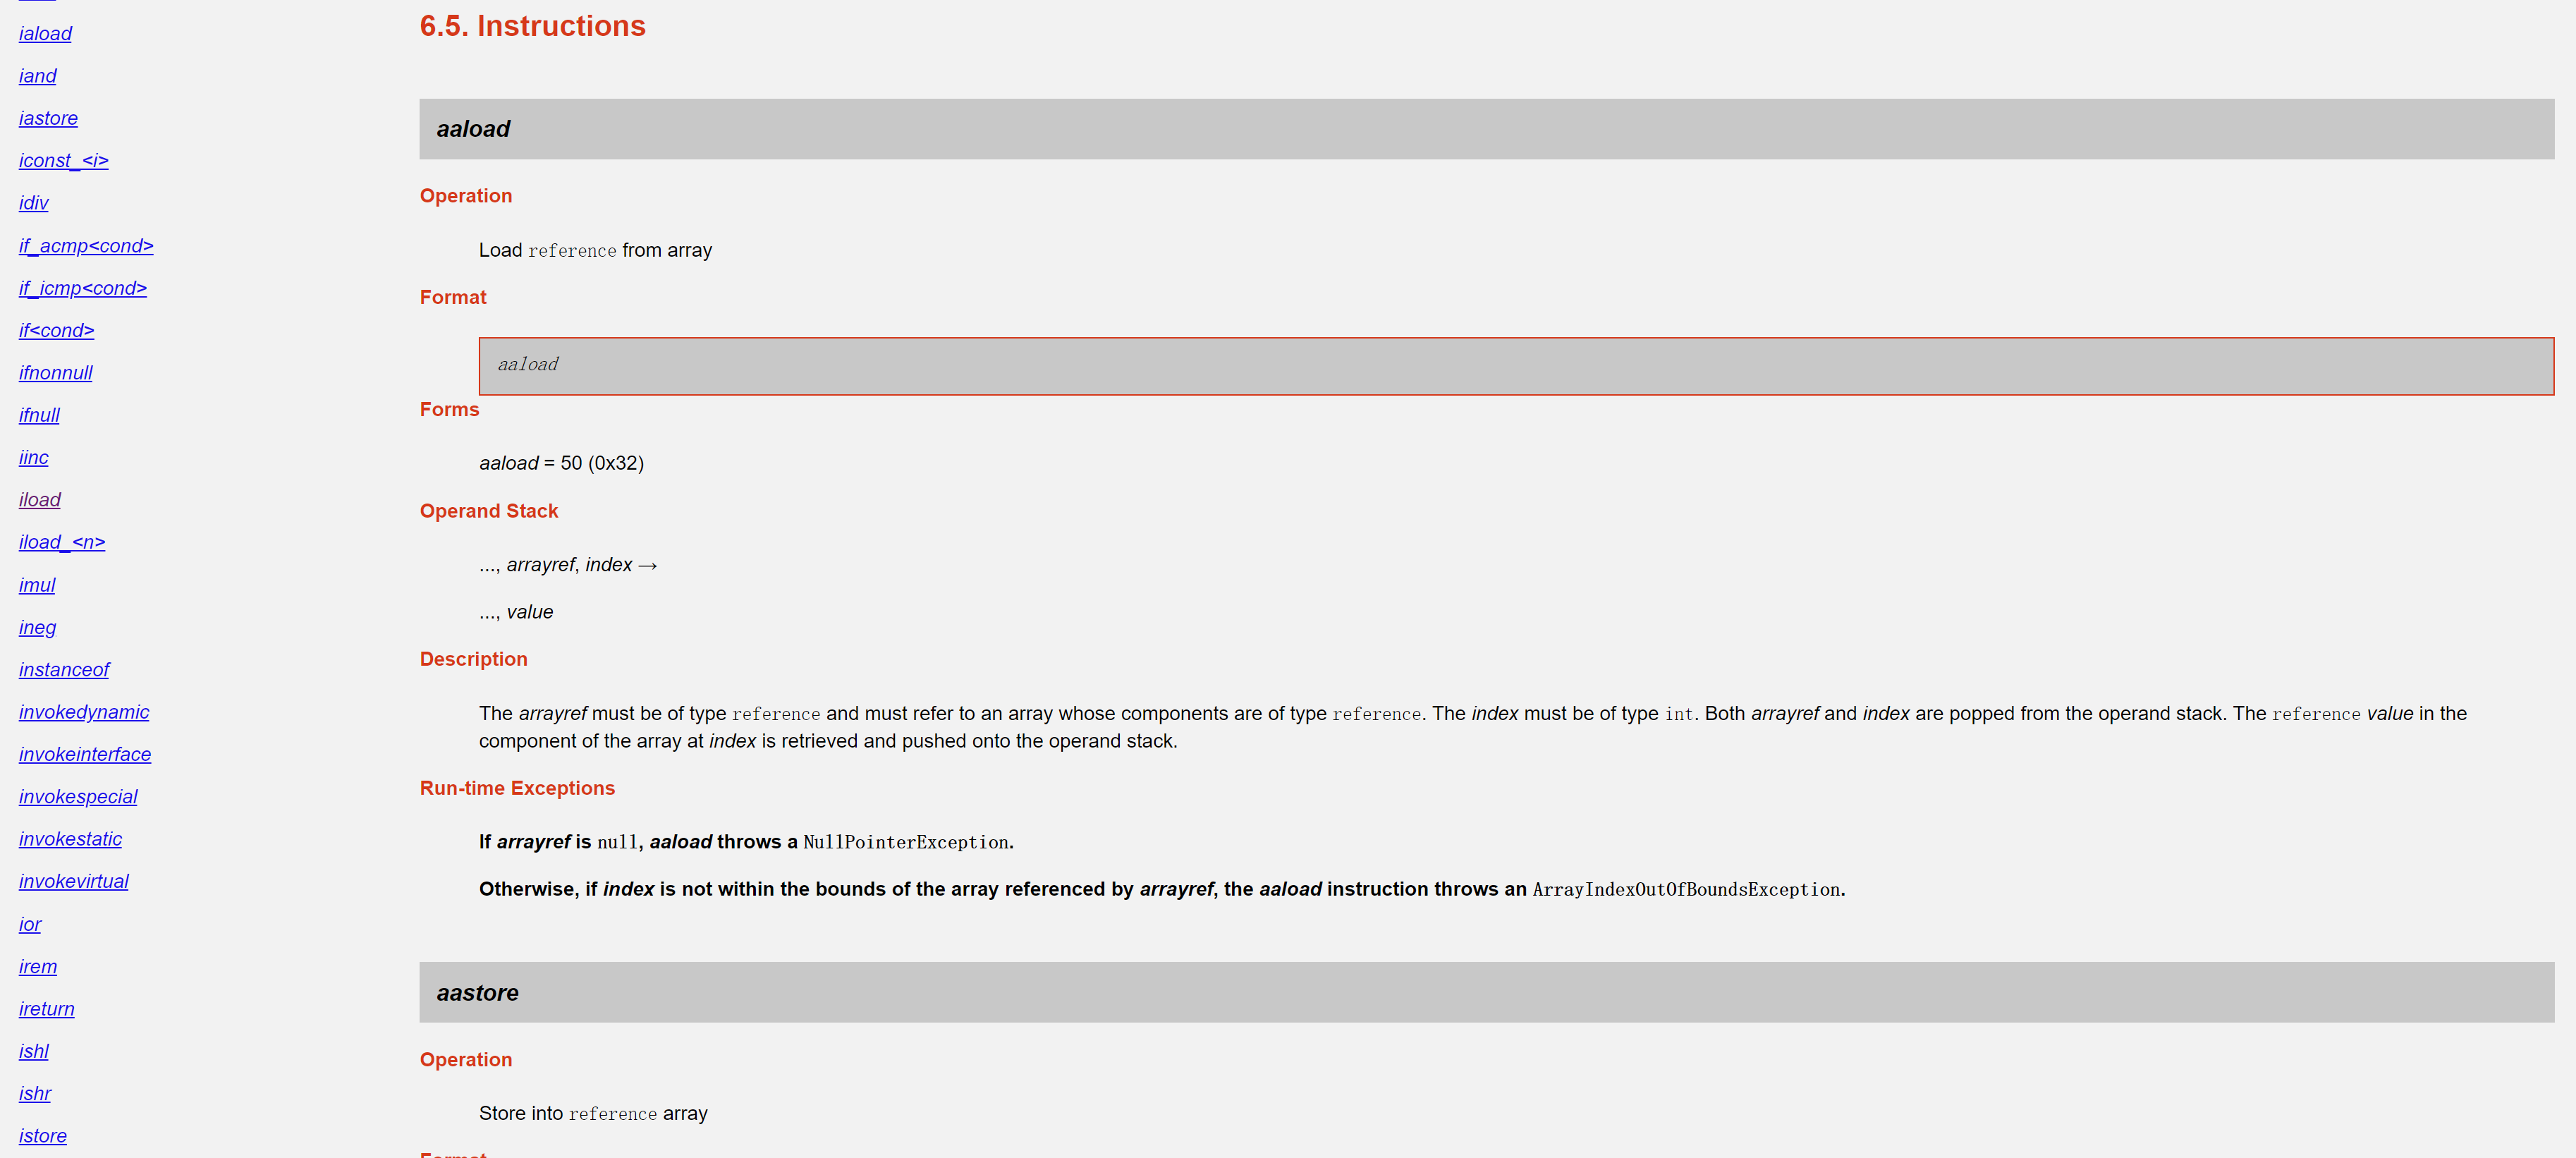 iaload
iand
iastore
iconst_<i>
idiv
if_acmp<cond>
if_icmp<cond>
if<cond>
ifnonnull
ifnull
iinc
iload
iload_<n>
imul
ineg
instanceof
invokedynamic
invokeinterface
invokespecial
invokestatic
invokevirtual
ior
irem
ireturn
ishl
ishr
istore
6.5. Instructions
aaload
Operation
Load reference from array
Format
aaload
Forms
aaload = 50 (0x32)
Operand Stack
..., arrayref, index →
..., value
Description
The arrayref must be of type reference and must refer to an array whose components are of type reference. The index must be of type int. Both arrayref and index are popped from the operand stack. The reference value in the
component of the array at index is retrieved and pushed onto the operand stack.
Run-time Exceptions
If arrayref is null, aaload throws a NullPointerException.
Otherwise, if index is not within the bounds of the array referenced by arrayref, the aaload instruction throws an ArrayIndexOutOfBoundsException.
aastore
Operation
Store into reference array
Format